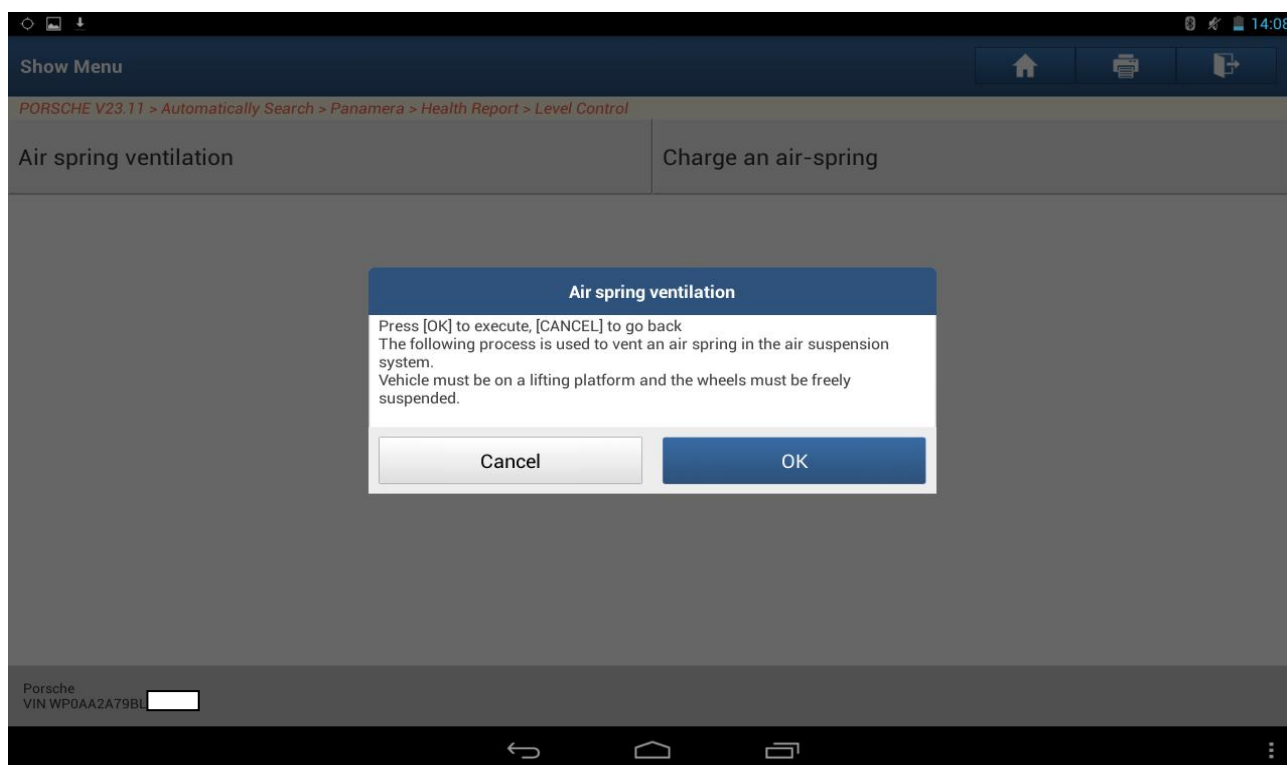 14:08
Show Menu
PORSCHE V23.11 > Automatically Search > Panamera > Health Report > Level Control
Air spring ventilation
Charge an air-spring
Air spring ventilation
Press [OK] to execute, [CANCEL] to go back
The following process is used to vent an air spring in the air suspension
system.
Vehicle must be on a lifting platform and the wheels must be freely
suspended.
Cancel
OK
Porsche
VIN WP0AA2A79BL